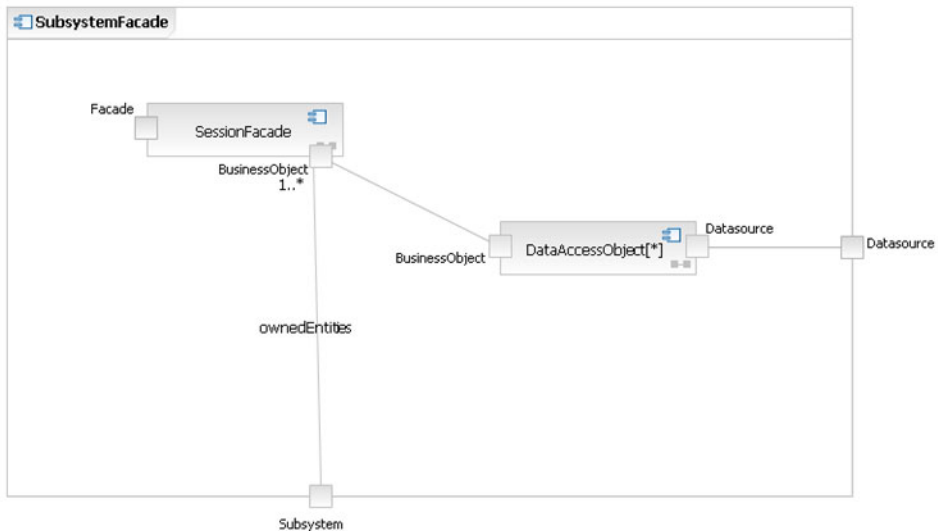 SubsystemFacade
Facade
SessionFacade
BusinessObject
1..*
Datasource
Datasource
DataAccessObject[*]
BusinessObject
ownedEntities
Subsystem